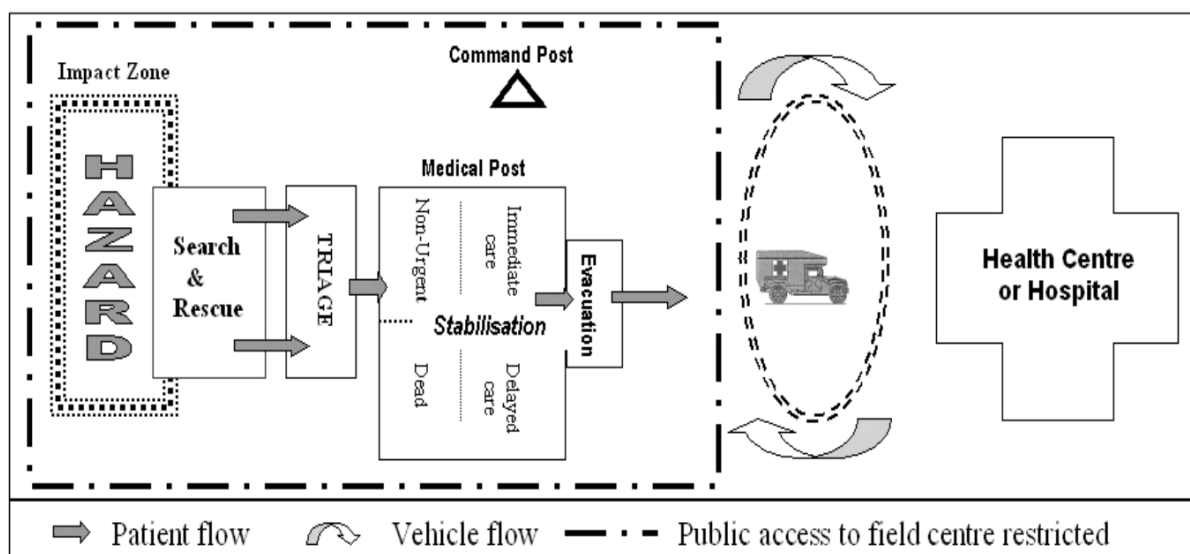 Command Post
Impact Zone
HAZARD
Search
&
Rescue
TRIAGE
Medical Post
Non-Urgent
Immediate
care
Stabilisation
Dead
Delayed
care
Evacuation
Health Centre
or Hospital
Patient flow
Vehicle flow
Public access to field centre restricted